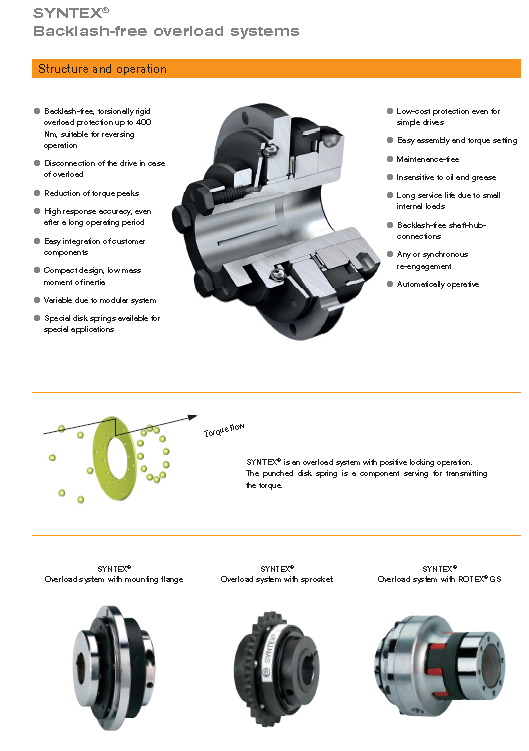 SYNTEX®
Backlash-free overload systems
Structure and operation
Backlash-free, torsionally rigid
overload protection up to 400
Nm, suitable for reversing
operation
Disconnection of the drive in case
of overload
Reduction of torque peaks
High response accuracy, even
after a long operating period
Easy integration of customer
components
Compact design, low mass
moment of inertia
Variable due to modular system
Special disk springs available for
special applications
Low-cost protection even for
simple drives
Easy assembly and torque setting
Maintenance-free
Insensitive to oil and grease
Long service life due to small
internal loads
Backlash-free shaft-hub-
connections
Any or synchronous
re-engagement
Automatically operative
Torque flow
SYNTEX® is an overload system with positive locking operation.
The punched disk spring is a component serving for transmitting
the torque.
SYNTEX®
Overload system with mounting flange
SYNTEX®
Overload system with sprocket
SYNTEX®
Overload system with ROTEX® GS
SYNTEX